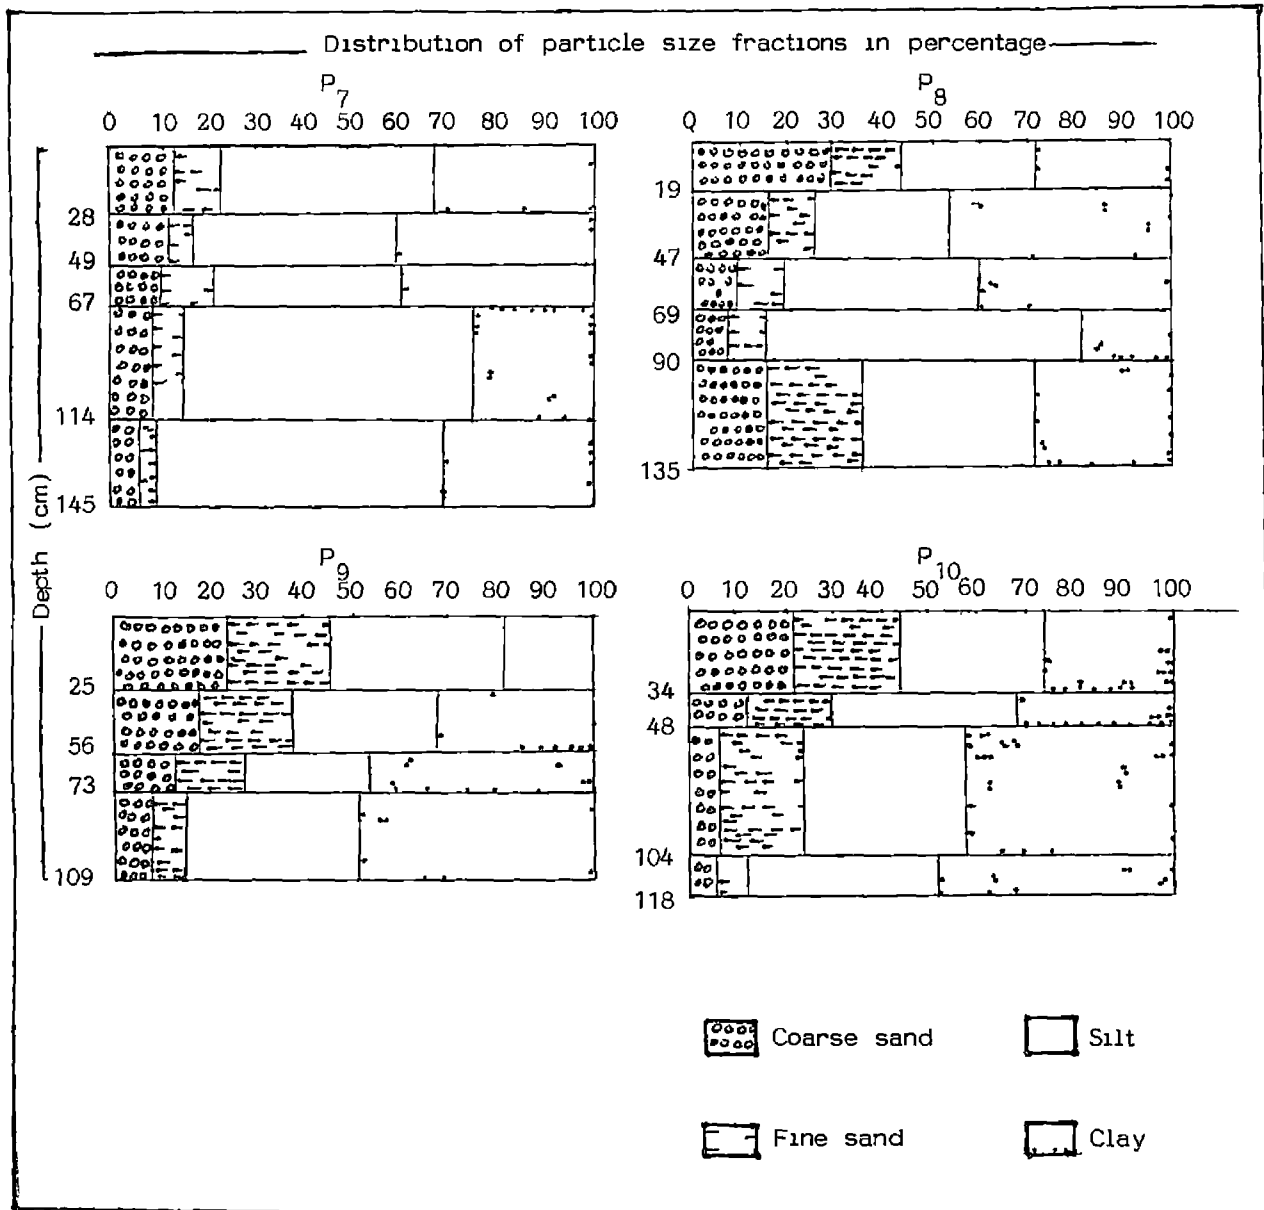 Distribution of particle size fractions in percentage
P7
0 10 20 30 40 50 60 70 80 90 100
28
49
67
114
145
P8
0 10 20 30 40 50 60 70 80 90 100
19
47
69
90
135
Depth (cm)
P9
0 10 20 30 40 50 60 70 80 90 100
25
56
73
109
P10
0 10 20 30 40 50 60 70 80 90 100
34
48
104
118
Coarse sand
Silt
Fine sand
Clay